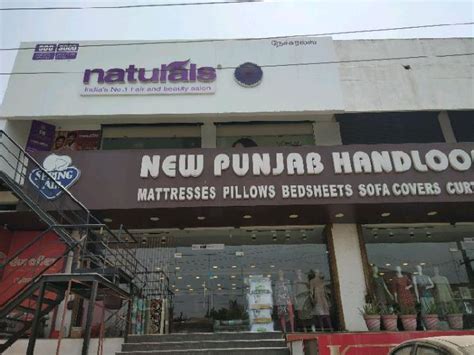 நேச்சுரல்ஸ்
naturals
India's No.1 hair and beauty salon
SPRING AIR
NEW PUNJAB HANDLOO
MATTRESSES PILLOWS BEDSHEETS SOFA COVERS CURT